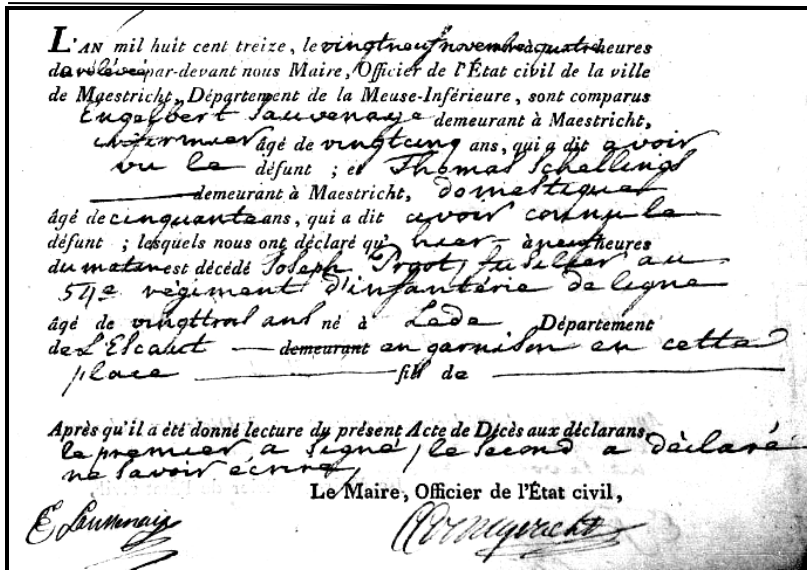 L'AN mil huit cent treize, le vingtneuf novembre à quatre heures
de relévée par-devant nous Maire, Officier de l'État civil de la ville
de Maestricht, Département de la Meuse-Inférieure, sont comparus
Engelbert Sauvenaye demeurant à Maestricht,
infirmier âgé de vingtcinq ans, qui a dit avoir
vu le défunt ; et Thomas Schellings
demeurant à Maestricht, domestique
âgé de cinquante ans, qui a dit avoir connu le
défunt ; lesquels nous ont déclaré qu' hier à neuf heures
du matin est décédé Joseph fusilier au
54e régiment d'infantérie de ligne
âgé de vingttrois ans né à Lede Département
de L'Escaut demeurant en garnison en cette
place fils de
Après qu'il a été donné lecture du présent Acte de Décès aux déclarans,
le premier a signé, le second a déclaré
ne savoir écrire,
Le Maire, Officier de l'État civil,